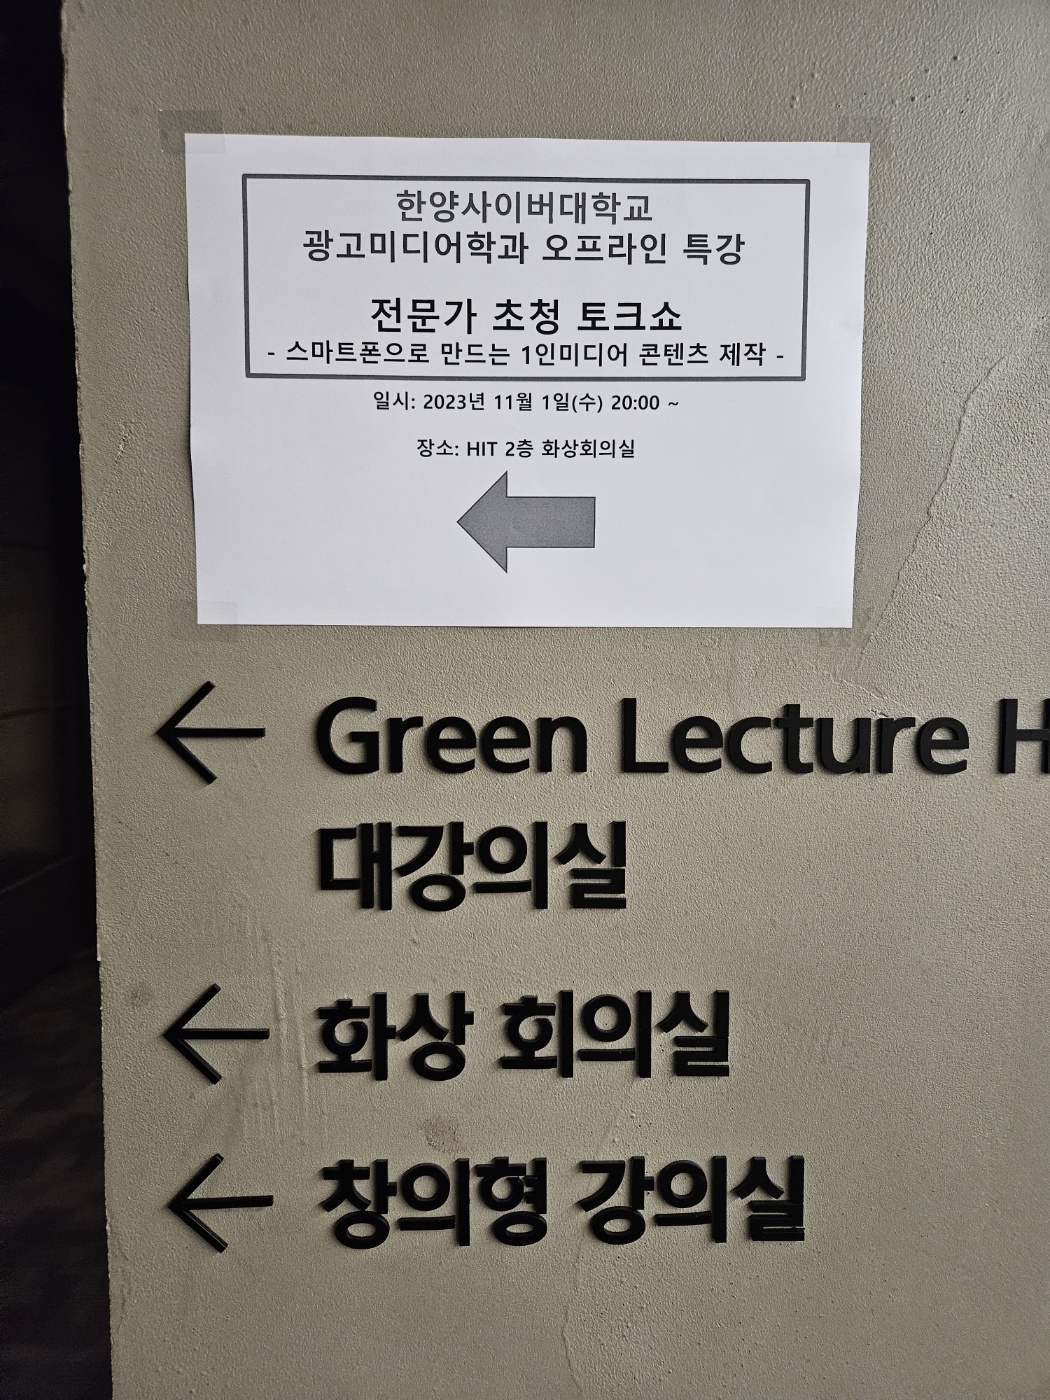 한양사이버대학교
광고미디어학과 오프라인 특강
전문가 초청 토크쇼
- 스마트폰으로 만드는 1인미디어 콘텐츠 제작 -
일시: 2023년 11월 1일(수) 20:00 ~
장소: HIT 2층 화상회의실
← Green Lecture H
대강의실
← 화상 회의실
← 창의형 강의실